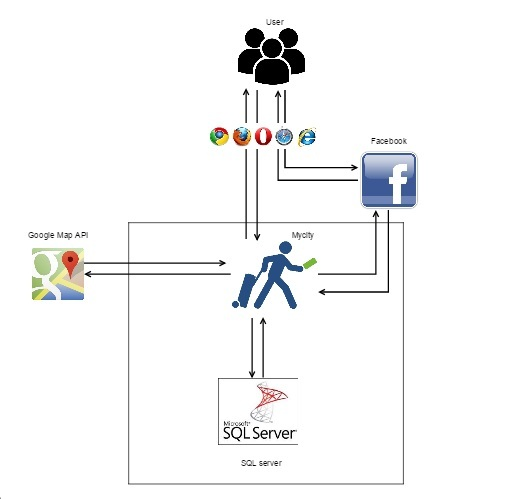 User
Facebook
f
Google Map API
g
Mycity
Microsoft®
SQL Server®
SQL server